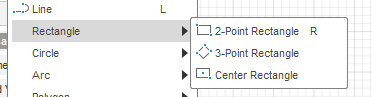 Line L
Rectangle
2-Point Rectangle R
Circle
3-Point Rectangle
Arc
Center Rectangle